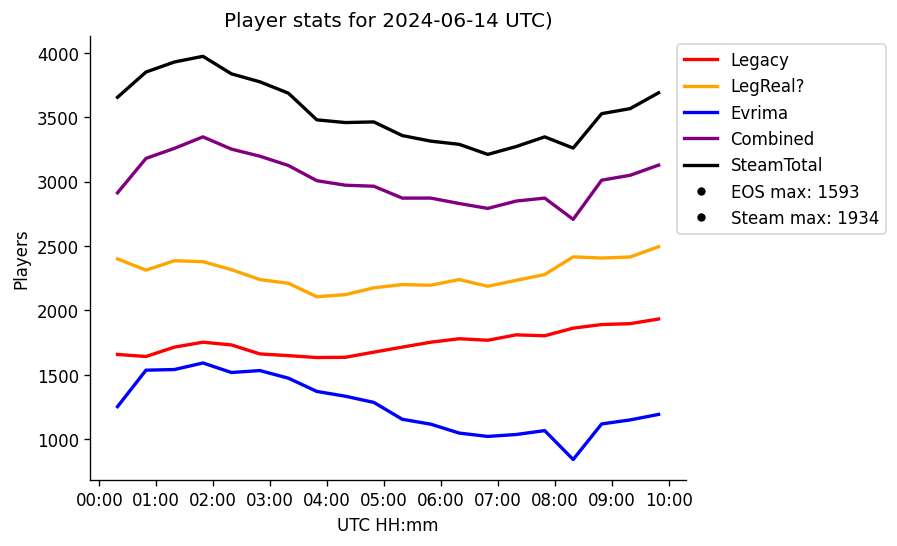 Player stats for 2024-06-14 UTC)
Legacy
LegReal?
Evrima
Combined
SteamTotal
EOS max: 1593
Steam max: 1934
Players
4000
3500
3000
2500
2000
1500
1000
00:00 01:00 02:00 03:00 04:00 05:00 06:00 07:00 08:00 09:00 10:00
UTC HH:mm